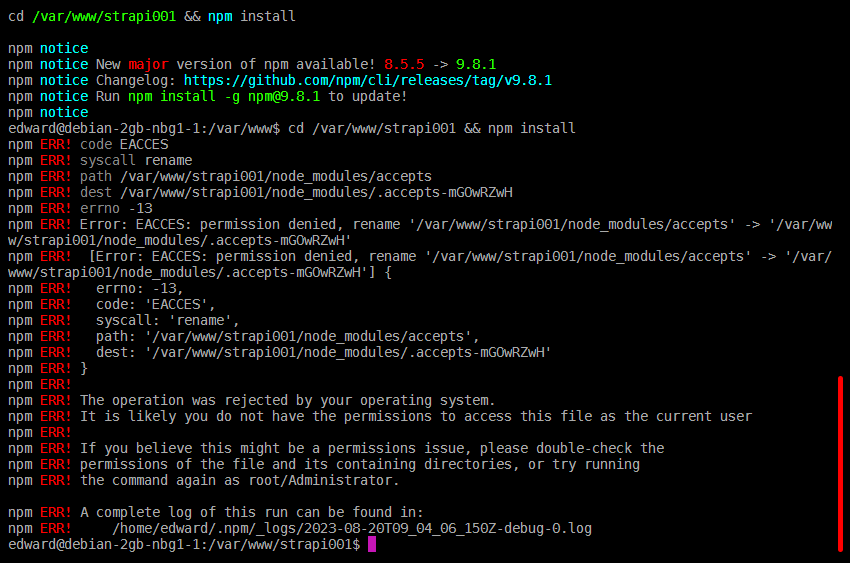 cd /var/www/strapi001 && npm install
npm notice
npm notice New major version of npm available! 8.5.5 -> 9.8.1
npm notice Changelog: https://github.com/npm/cli/releases/tag/v9.8.1
npm notice Run npm install -g npm@9.8.1 to update!
npm notice
edward@debian-2gb-nbg1-1:/var/www$ cd /var/www/strapi001 && npm install
npm ERR! code EACCES
npm ERR! syscall rename
npm ERR! path /var/www/strapi001/node_modules/accepts
npm ERR! dest /var/www/strapi001/node_modules/.accepts-mGOwRZwH
npm ERR! errno -13
npm ERR! Error: EACCES: permission denied, rename '/var/www/strapi001/node_modules/accepts' -> '/var/ww
w/strapi001/node_modules/.accepts-mGOwRZwH'
npm ERR!  [Error: EACCES: permission denied, rename '/var/www/strapi001/node_modules/accepts' -> '/var/
www/strapi001/node_modules/.accepts-mGOwRZwH'] {
npm ERR!   errno: -13,
npm ERR!   code: 'EACCES',
npm ERR!   syscall: 'rename',
npm ERR!   path: '/var/www/strapi001/node_modules/accepts',
npm ERR!   dest: '/var/www/strapi001/node_modules/.accepts-mGOwRZwH'
npm ERR! }
npm ERR!
npm ERR! The operation was rejected by your operating system.
npm ERR! It is likely you do not have the permissions to access this file as the current user
npm ERR!
npm ERR! If you believe this might be a permissions issue, please double-check the
npm ERR! permissions of the file and its containing directories, or try running
npm ERR! the command again as root/Administrator.
npm ERR! A complete log of this run can be found in:
npm ERR!     /home/edward/.npm/_logs/2023-08-20T09_04_06_150Z-debug-0.log
edward@debian-2gb-nbg1-1:/var/www/strapi001$